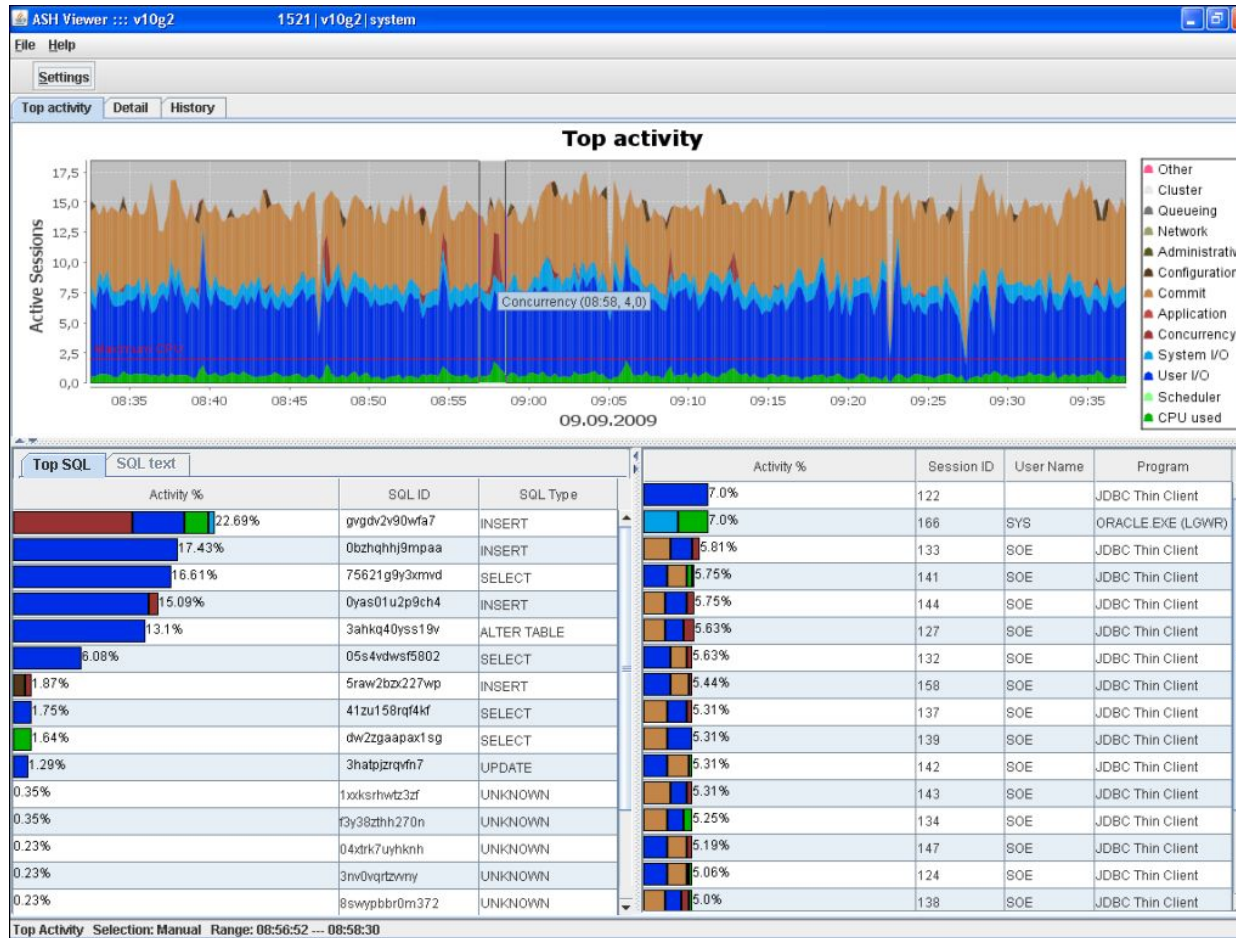 ASH Viewer ::: v10g2 1521|v10g2|system
File Help
Settings
Top activity Detail History
Top activity
17,5
15,0
12,5
10,0
7,5
5,0
2,5
0,0
Active Sessions
Maximum CPU
Concurrency (08:58, 4,0)
08:35 08:40 08:45 08:50 08:55 09:00 09:05 09:10 09:15 09:20 09:25 09:30 09:35
09.09.2009
Other
Cluster
Queueing
Network
Administrativ
Configuration
Commit
Application
Concurrency
System I/O
User I/O
Scheduler
CPU used
Top SQL SQL text
Activity % SQL ID SQL Type
22.69% gvgdv2v90wfa7 INSERT
17.43% 0bzhqhhj9mpaa INSERT
16.61% 75621g9y3xmvd SELECT
15.09% 0yas01u2p9ch4 INSERT
13.1% 3ahkq40yss19v ALTER TABLE
6.08% 05s4vdwsf5802 SELECT
1.87% 5raw2bzx227wp INSERT
1.75% 41zu158rqf4kf SELECT
1.64% dw2zgaapax1sg SELECT
1.29% 3hatpjzrqvfn7 UPDATE
0.35% 1xxksrhwtz3zf UNKNOWN
0.35% f3y38zthh270n UNKNOWN
0.23% 04xtrk7uyhknh UNKNOWN
0.23% 3nv0vqrtzvvny UNKNOWN
0.23% 8swypbbr0m372 UNKNOWN
Activity % Session ID User Name Program
7.0% 122 JDBC Thin Client
7.0% 166 SYS ORACLE.EXE (LGWR)
5.81% 133 SOE JDBC Thin Client
5.75% 141 SOE JDBC Thin Client
5.75% 144 SOE JDBC Thin Client
5.63% 127 SOE JDBC Thin Client
5.63% 132 SOE JDBC Thin Client
5.44% 158 SOE JDBC Thin Client
5.31% 137 SOE JDBC Thin Client
5.31% 139 SOE JDBC Thin Client
5.31% 142 SOE JDBC Thin Client
5.31% 143 SOE JDBC Thin Client
5.25% 134 SOE JDBC Thin Client
5.19% 147 SOE JDBC Thin Client
5.06% 124 SOE JDBC Thin Client
5.0% 138 SOE JDBC Thin Client
Top Activity Selection: Manual Range: 08:56:52 --- 08:58:30